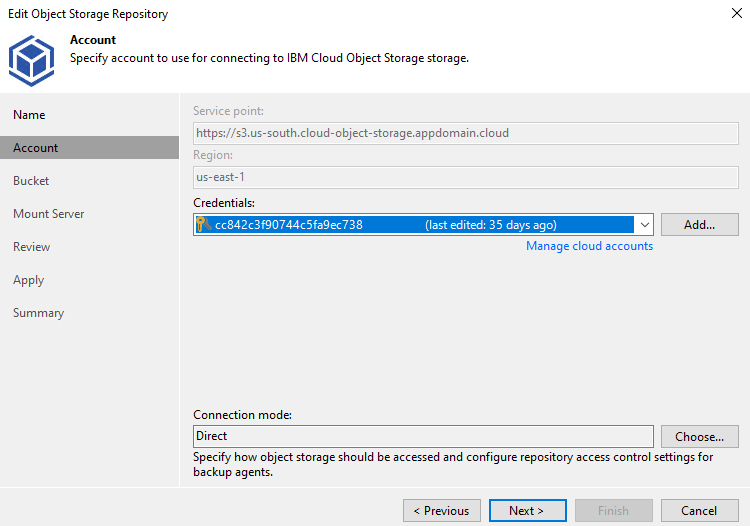 Edit Object Storage Repository
Account
Specify account to use for connecting to IBM Cloud Object Storage storage.
Name
Account
Bucket
Mount Server
Review
Apply
Summary
Service point:
https://s3.us-south.cloud-object-storage.appdomain.cloud
Region:
us-east-1
Credentials:
cc842c3f90744c5fa9ec738 (last edited: 35 days ago)
Add...
Manage cloud accounts
Connection mode:
Direct
Choose...
Specify how object storage should be accessed and configure repository access control settings for
backup agents.
< Previous
Next >
Finish
Cancel